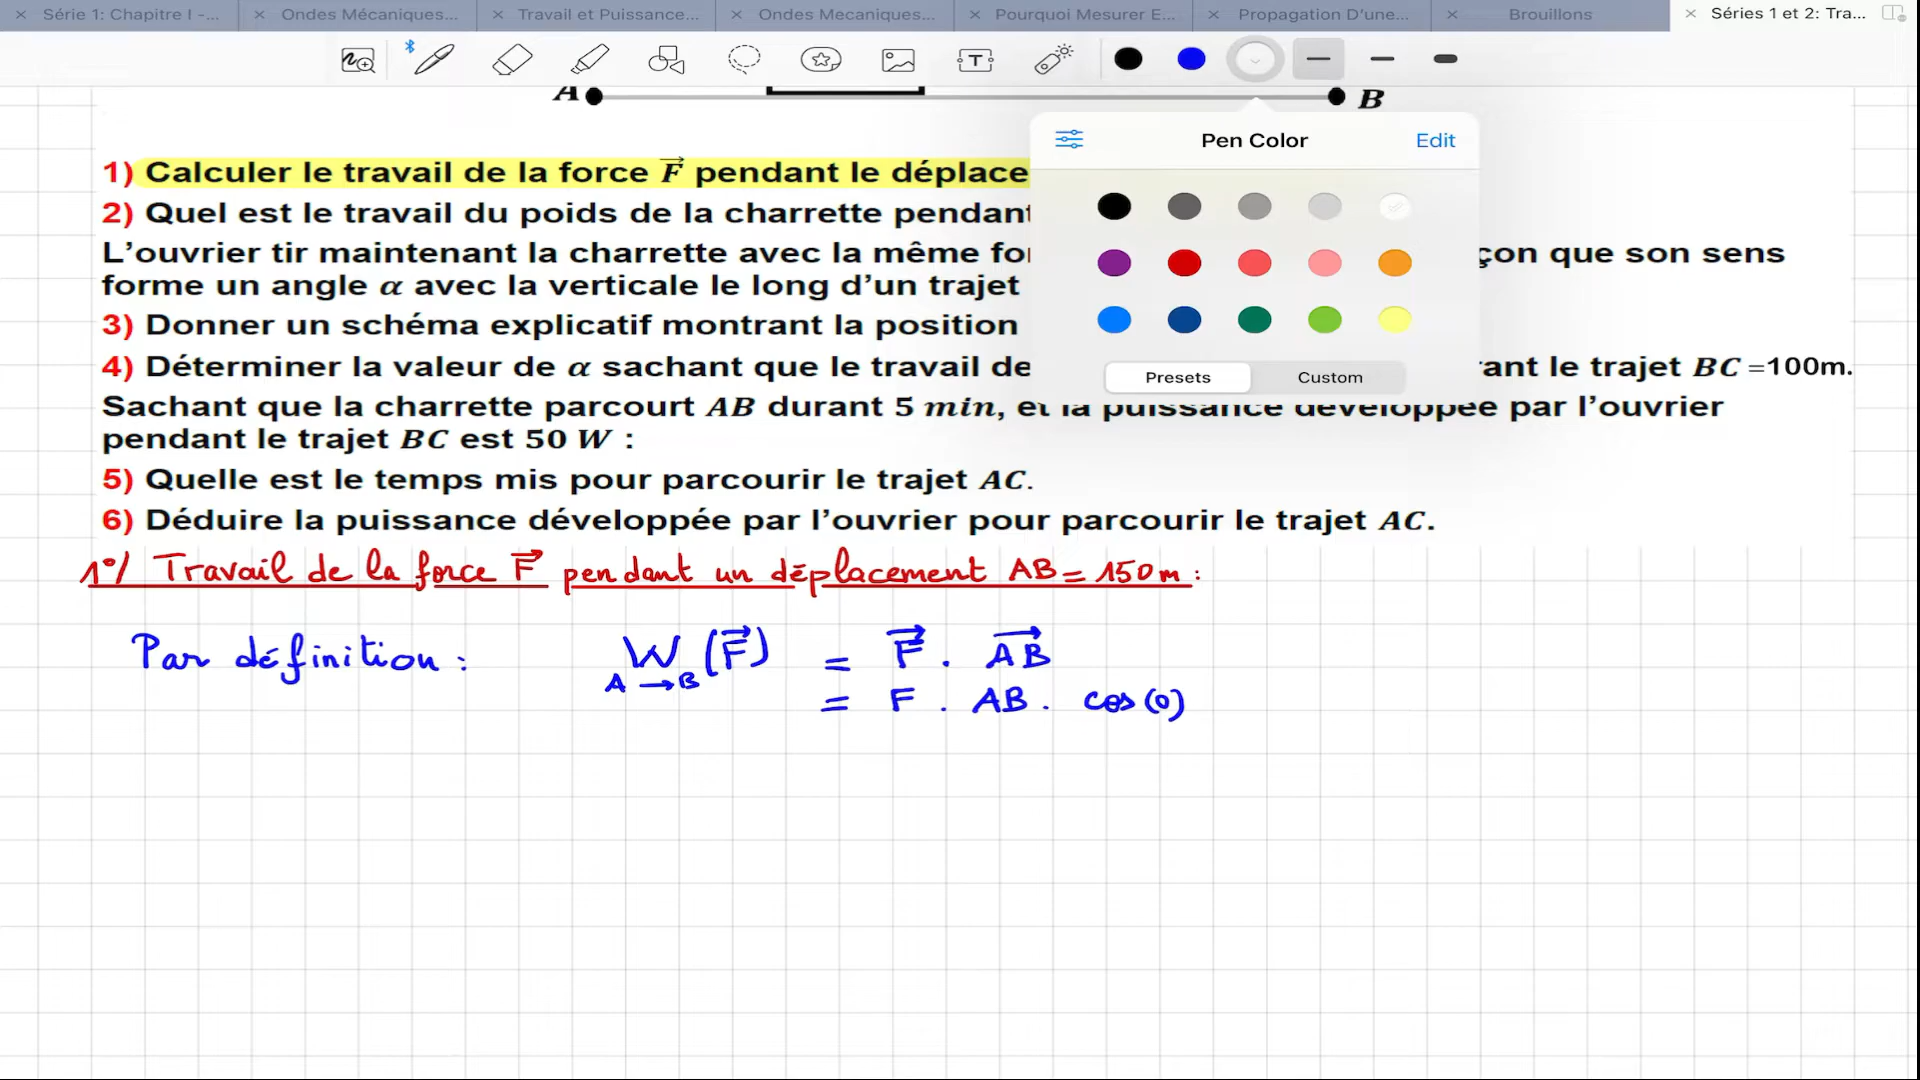 Série 1: Chapitre I -... Ondes Mécaniques... Travail et Puissance... Ondes Mecaniques... Pourquoi Mesurer E... Propagation D'une... Brouillons Séries 1 et 2: Tra...
A B
Pen Color Edit
Presets Custom
1) Calculer le travail de la force F⃗ pendant le déplace
2) Quel est le travail du poids de la charrette pendant
L'ouvrier tir maintenant la charrette avec la même fo çon que son sens
forme un angle α avec la verticale le long d'un trajet
3) Donner un schéma explicatif montrant la position
4) Déterminer la valeur de α sachant que le travail de ant le trajet BC =100m.
Sachant que la charrette parcourt AB durant 5 min, et la puissance développée par l'ouvrier
pendant le trajet BC est 50 W :
5) Quelle est le temps mis pour parcourir le trajet AC.
6) Déduire la puissance développée par l'ouvrier pour parcourir le trajet AC.
1°/ Travail de la force F⃗ pendant un déplacement AB = 150m :
Par définition : W (F⃗) = F⃗ . AB⃗
A → B
= F . AB . cos(0)